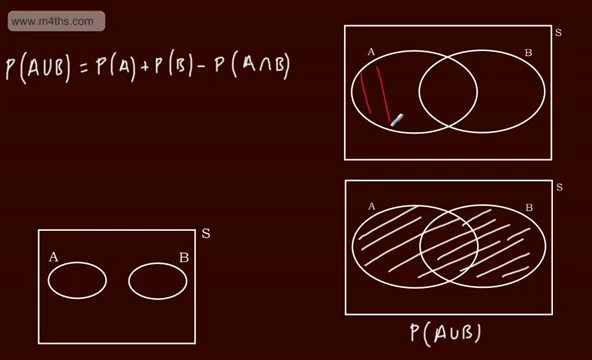 www.m4ths.com
P(A∪B) = P(A) + P(B) - P(A∩B)
S
A
B
S
A
B
S
A
B
P(A∪B)